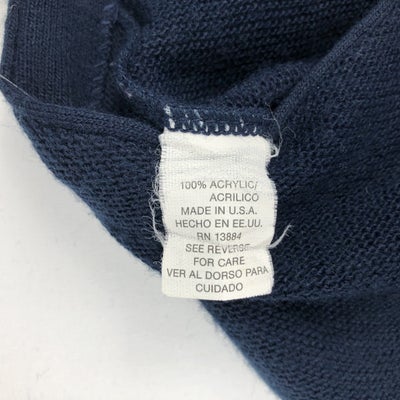 100% ACRYLIC/
ACRILICO
MADE IN U.S.A.
HECHO EN EE.UU.
RN 13884
SEE REVERSE
FOR CARE
VER AL DORSO PARA
CUIDADO